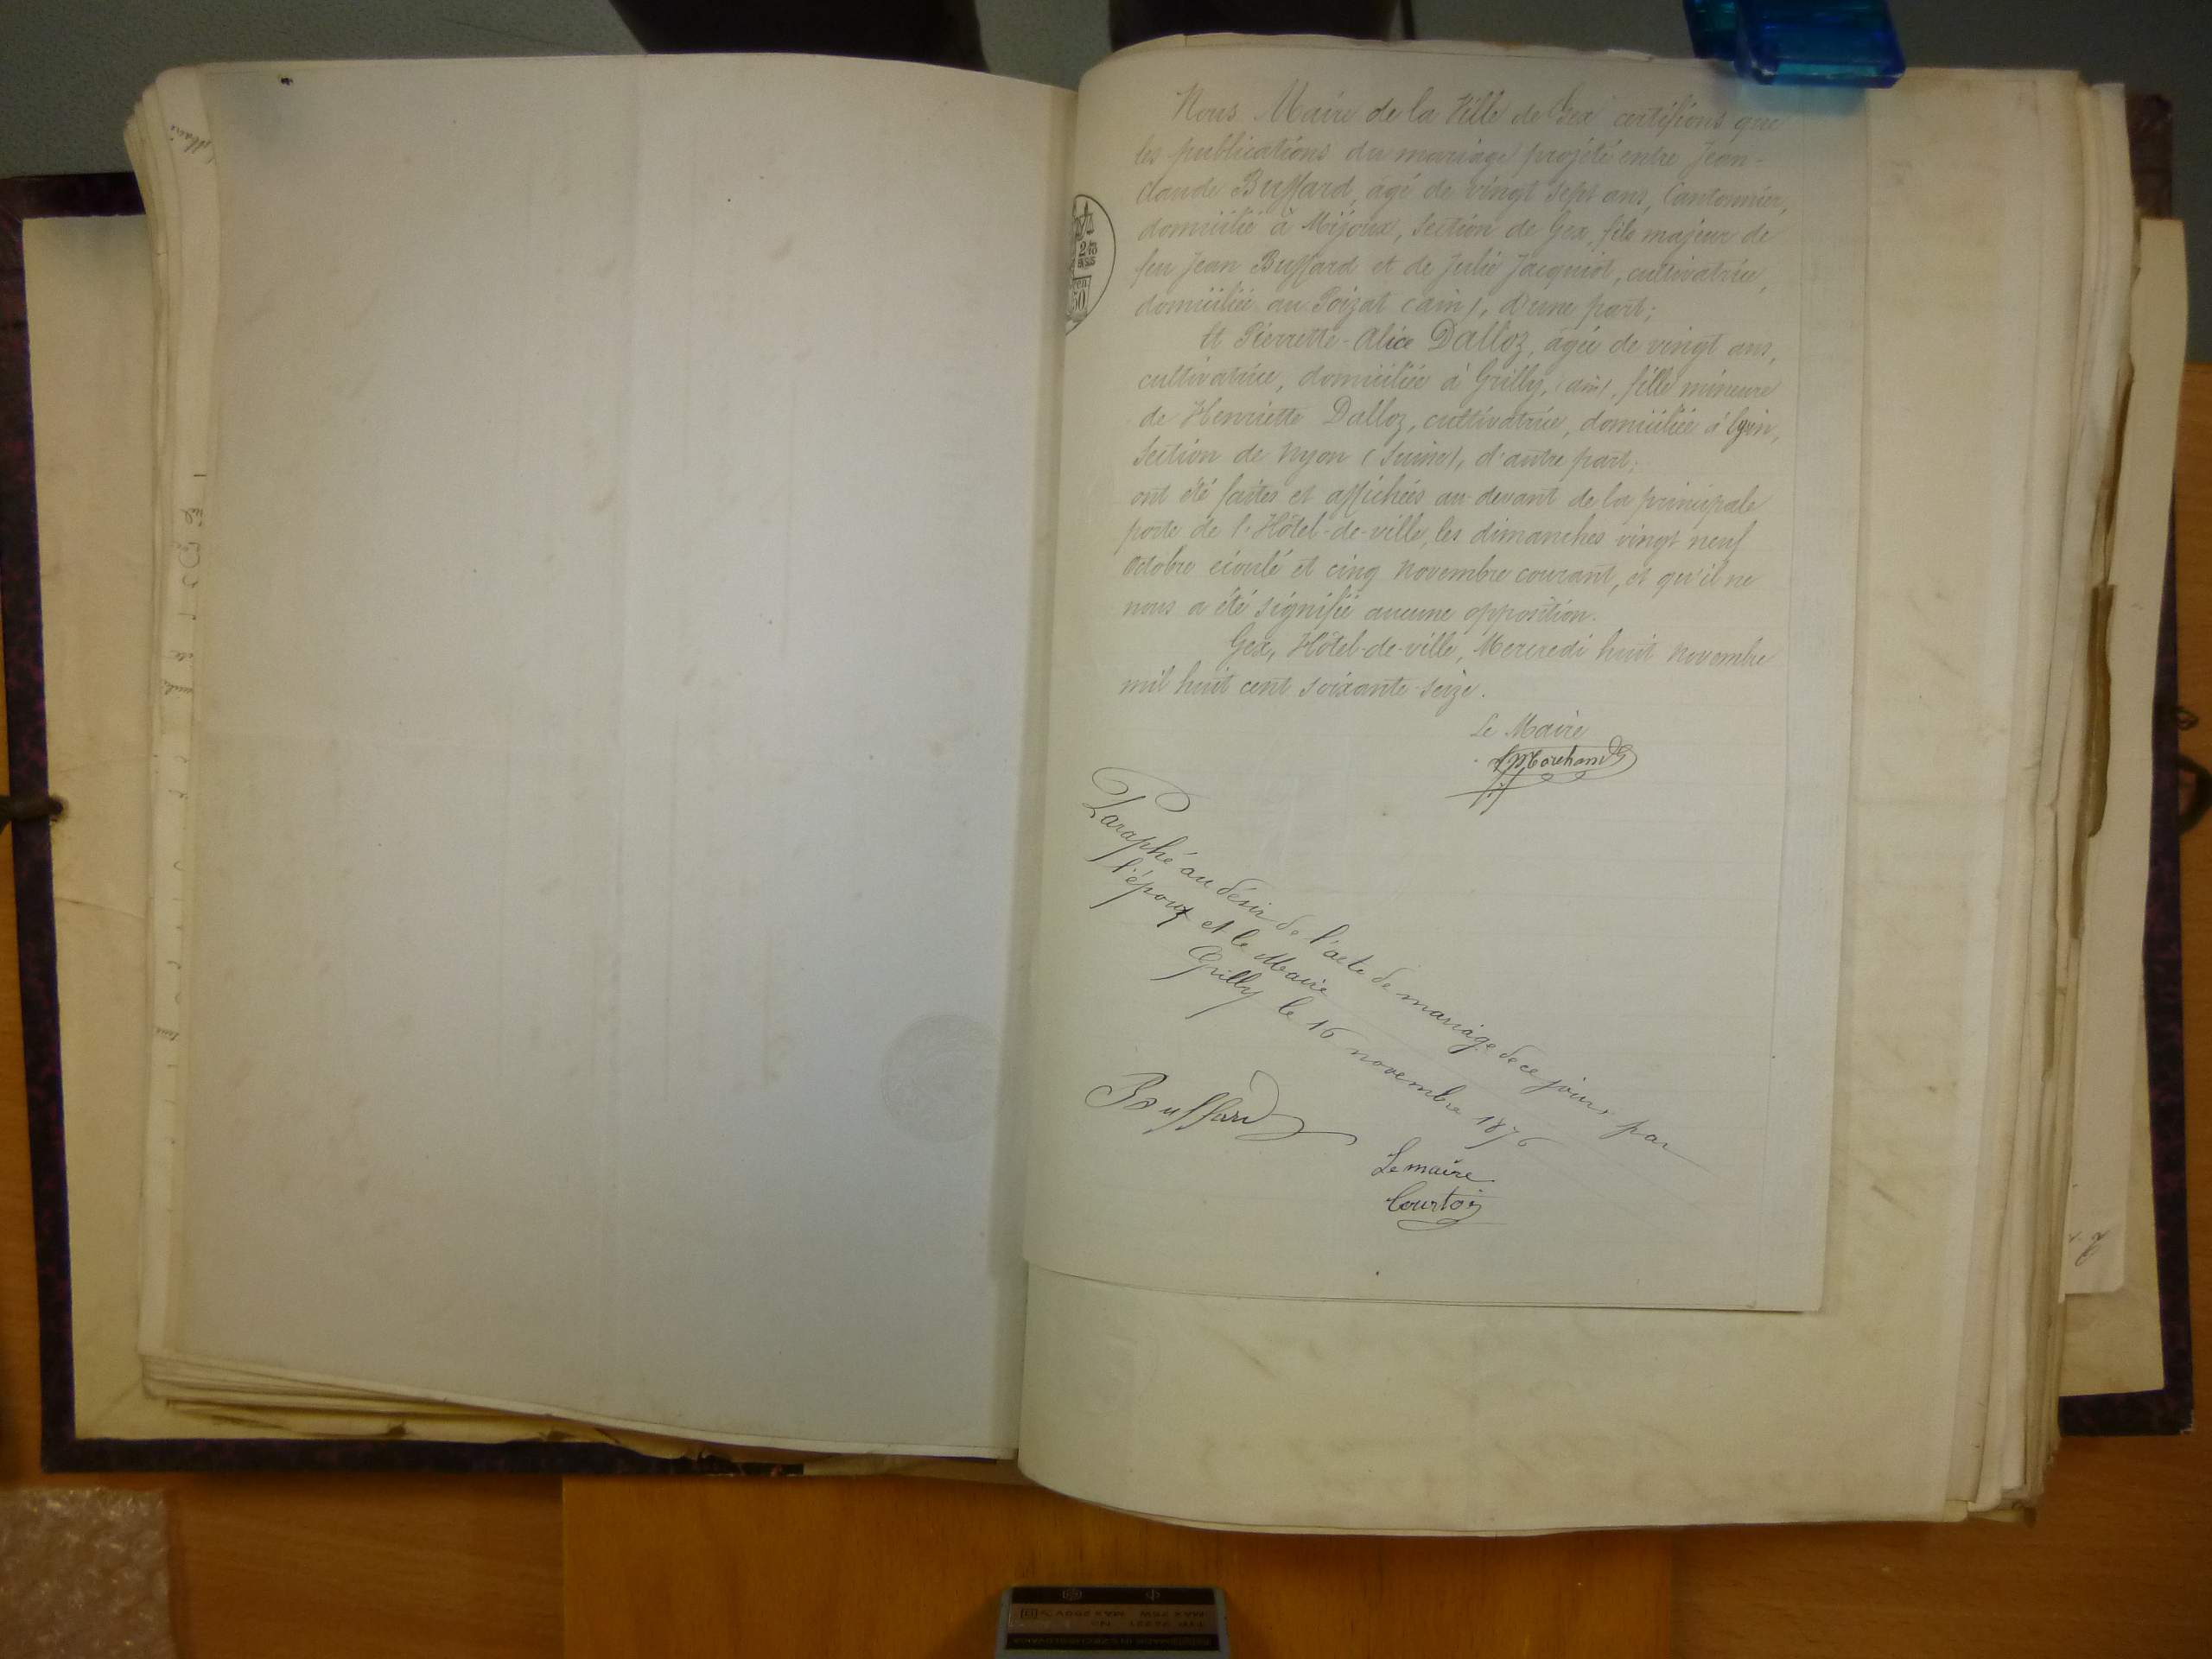 Nous Maire de la Ville de Gex certifions que
les publications du mariage projeté entre Jean-
Claude Buffard, âgé de vingt sept ans, Cantonnier,
domicilié à Mijoux, section de Gex, fils majeur de
feu Jean Buffard et de Julie Jacquiot, cultivatrice,
domiciliée au Poizat (ain), d'une part;
Et Pierrette-Alice Dalloz, âgée de vingt ans,
cultivatrice, domiciliée à Grilly, (ain), fille mineure
de Henriette Dalloz, cultivatrice, domiciliée à
section de Nyon (Suisse), d'autre part;
ont été faites et affichées au-devant de la principale
porte de l'Hôtel-de-ville, les dimanches vingt neuf
Octobre écoulé et cinq Novembre courant, et qu'il ne
nous a été signifié aucune opposition.
Gex, Hôtel-de-ville, Mercredi huit Novembre
mil huit cent soixante-seize.
Le Maire
Marchand
Paraphé au désir de l'acte de mariage de ce jour, par
l'époux et le Maire
Grilly le 16 novembre 1876
Buffard
Le maire
Courtois
50